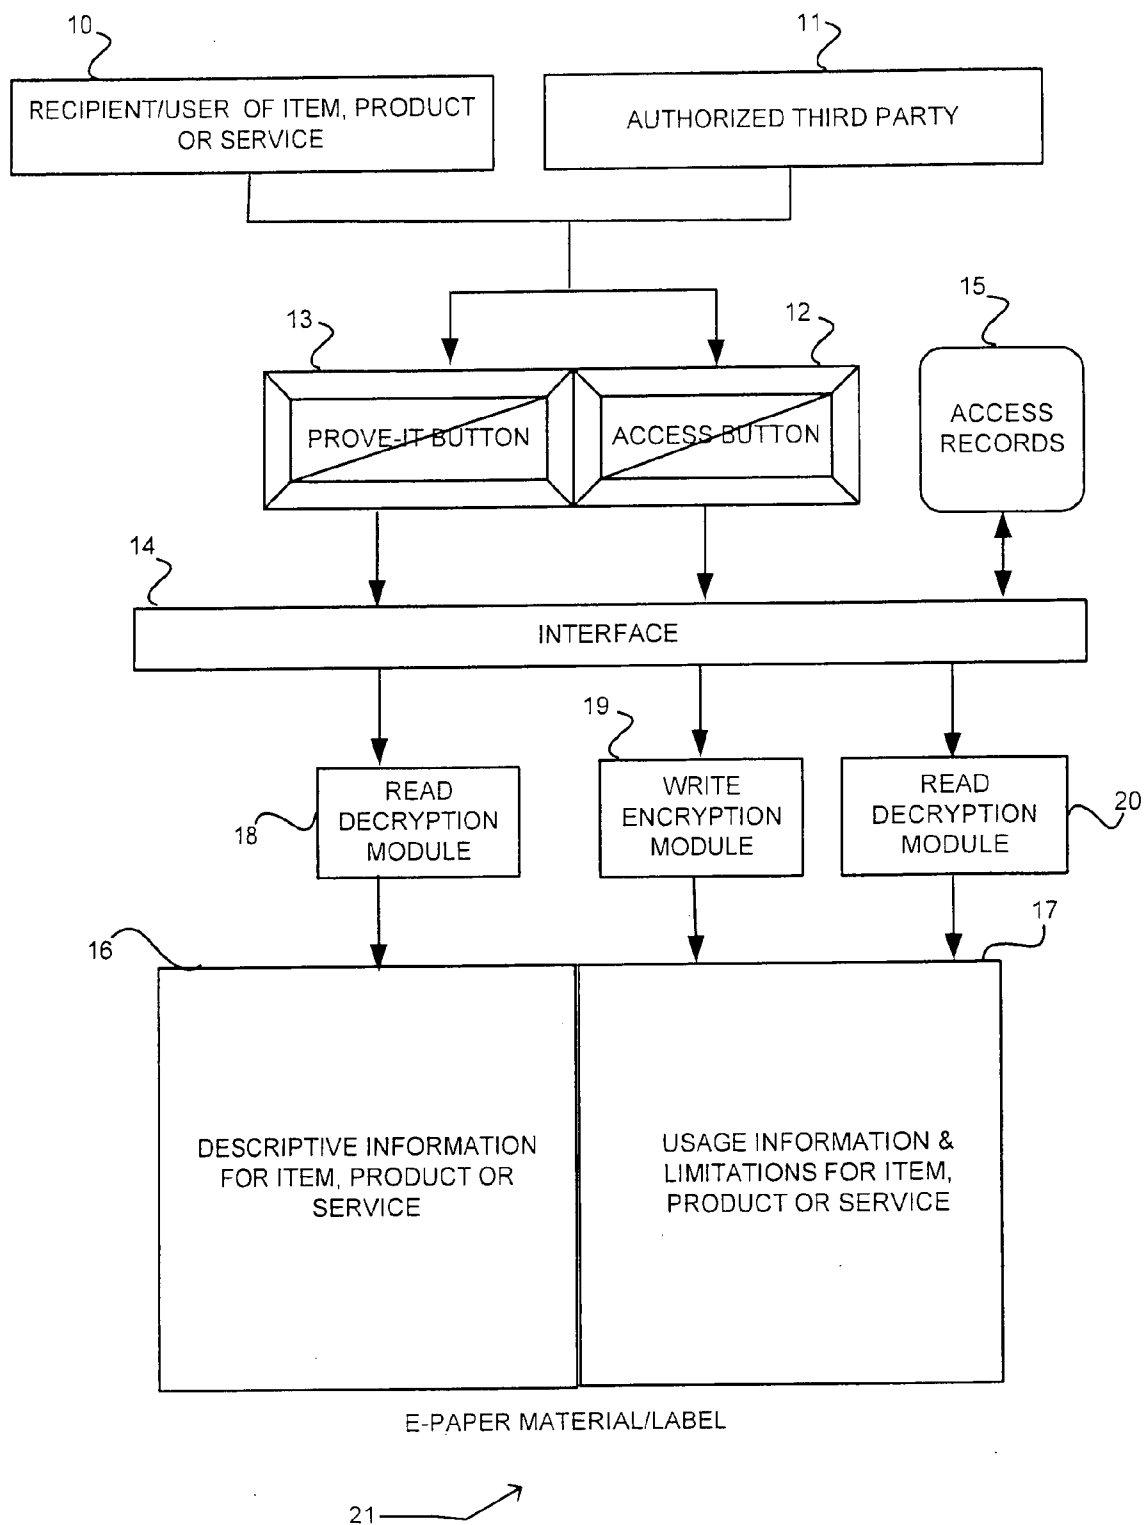 10
11
RECIPIENT/USER OF ITEM, PRODUCT
OR SERVICE
AUTHORIZED THIRD PARTY
13
12
15
PROVE-IT BUTTON
ACCESS BUTTON
ACCESS
RECORDS
14
INTERFACE
19
18
READ
DECRYPTION
MODULE
WRITE
ENCRYPTION
MODULE
READ
DECRYPTION
MODULE
20
16
17
DESCRIPTIVE INFORMATION
FOR ITEM, PRODUCT OR
SERVICE
USAGE INFORMATION &
LIMITATIONS FOR ITEM,
PRODUCT OR SERVICE
E-PAPER MATERIAL/LABEL
21